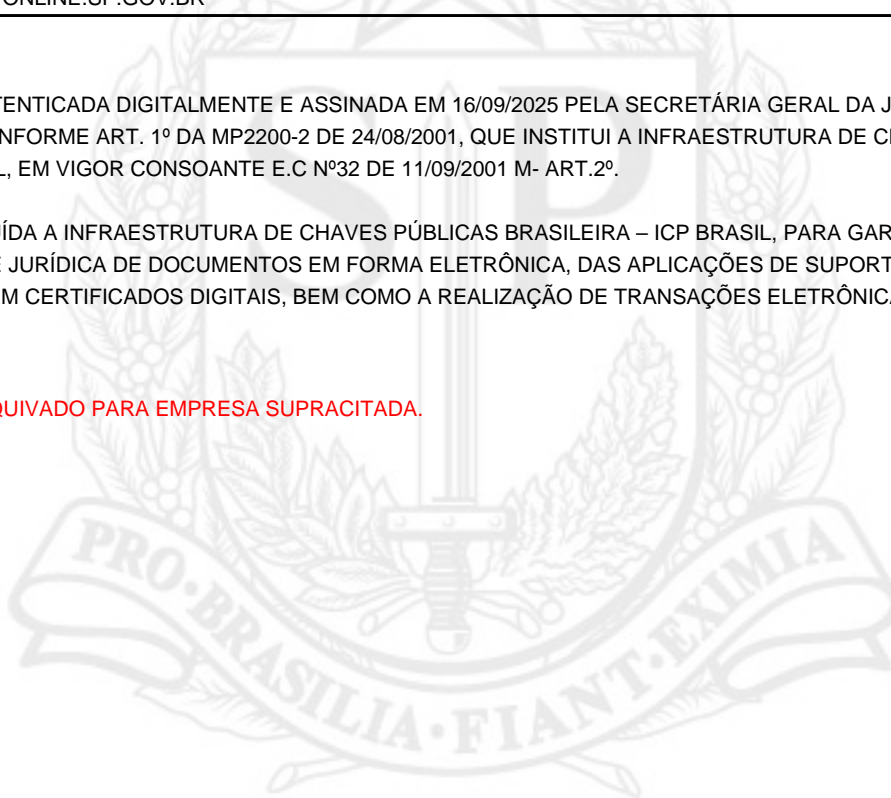 ONLINE.SP.GOV.BR
TENTICADA DIGITALMENTE E ASSINADA EM 16/09/2025 PELA SECRETÁRIA GERAL DA J
NFORME ART. 1º DA MP2200-2 DE 24/08/2001, QUE INSTITUI A INFRAESTRUTURA DE C
L, EM VIGOR CONSOANTE E.C Nº32 DE 11/09/2001 M- ART.2º.
ÍDA A INFRAESTRUTURA DE CHAVES PÚBLICAS BRASILEIRA – ICP BRASIL, PARA GAR
E JURÍDICA DE DOCUMENTOS EM FORMA ELETRÔNICA, DAS APLICAÇÕES DE SUPORT
M CERTIFICADOS DIGITAIS, BEM COMO A REALIZAÇÃO DE TRANSAÇÕES ELETRÔNICA
QUIVADO PARA EMPRESA SUPRACITADA.
SP
PRO·BRASILIA·FIANT·EXIMIA